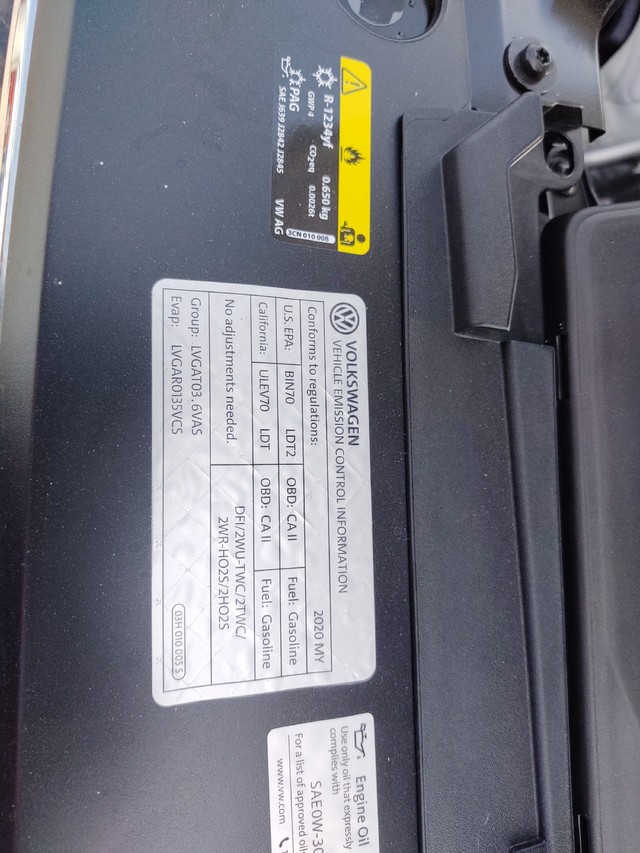 R-1234yf 0.650 kg
GWP 4 CO2eq 0.0026t
PAG
SAE J639 J2842 J2845 VW AG
3CN 010 008
VOLKSWAGEN
VEHICLE EMISSION CONTROL INFORMATION
Conforms to regulations: 2020 MY
U.S. EPA: BIN70 LDT2 OBD: CA II Fuel: Gasoline
California: ULEV70 LDT OBD: CA II Fuel: Gasoline
No adjustments needed. DFI/2WU-TWC/2TWC/
2WR-HO2S/2HO2S
Group: LVGAT03.6VAS
Evap: LVGAR0135VCS
03H 010 005 S
Engine Oil
Use only oil that expressly
complies with
SAE0W-30
For a list of approved oils
www.vw.com